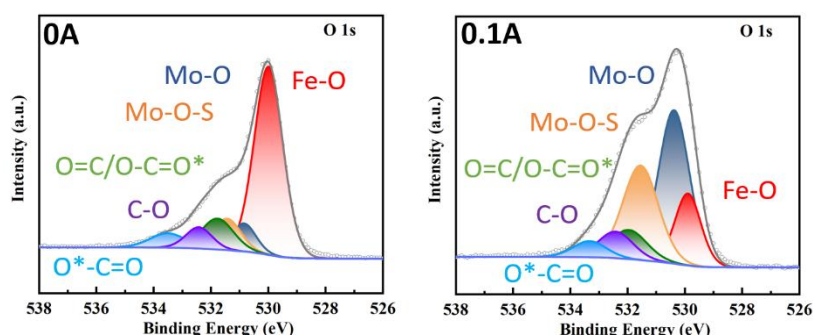 0A
O 1s
Mo-O
Fe-O
Mo-O-S
O=C/O-C=O*
C-O
O*-C=O
Intensity (a.u.)
538 536 534 532 530 528 526
Binding Energy (eV)
0.1A
O 1s
Mo-O
Mo-O-S
O=C/O-C=O*
Fe-O
C-O
O*-C=O
Intensity (a.u.)
538 536 534 532 530 528 526
Binding Energy (eV)